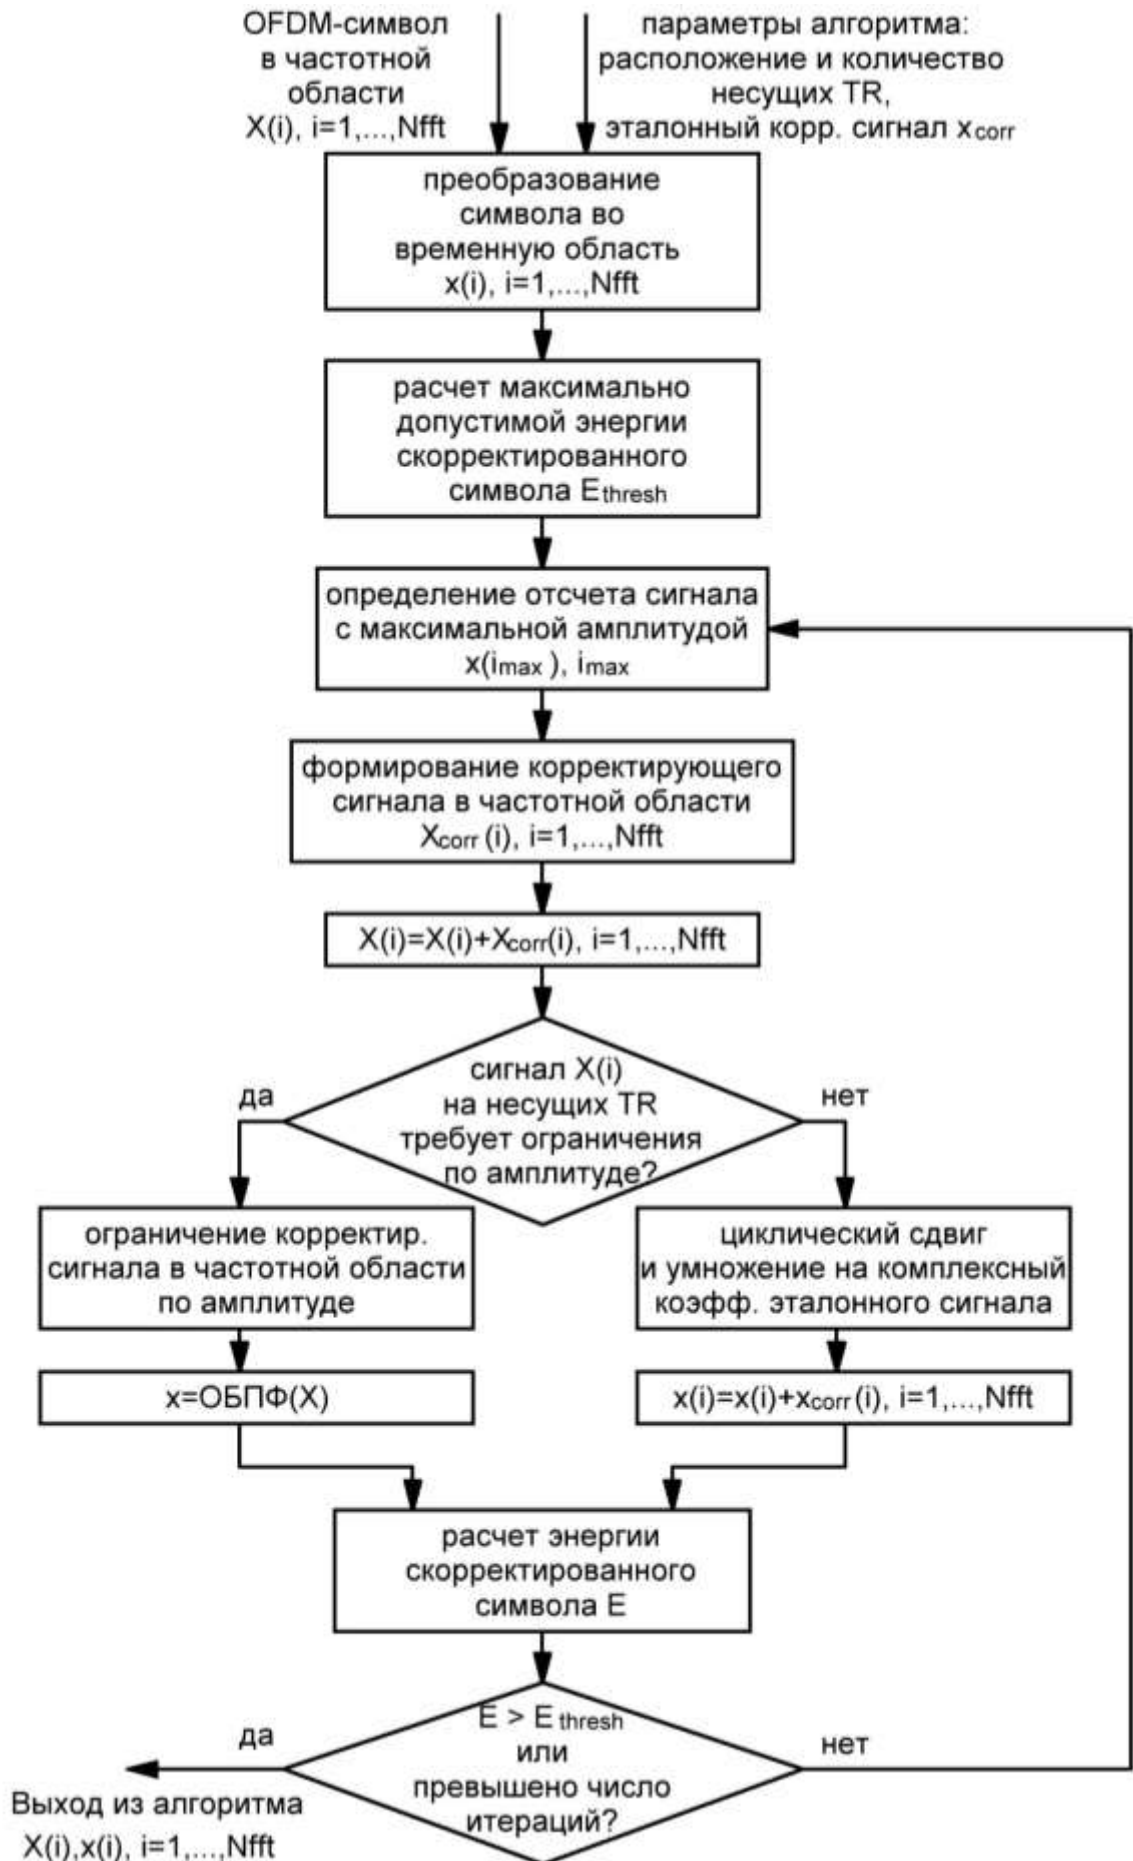 OFDM-символ
в частотной
области
X(i), i=1,...,Nfft
параметры алгоритма:
расположение и количество
несущих TR,
эталонный корр. сигнал xcorr
преобразование
символа во
временную область
x(i), i=1,...,Nfft
расчет максимально
допустимой энергии
скорректированного
символа Ethresh
определение отсчета сигнала
с максимальной амплитудой
x(imax), imax
формирование корректирующего
сигнала в частотной области
Xcorr (i), i=1,...,Nfft
X(i)=X(i)+Xcorr(i), i=1,...,Nfft
сигнал X(i)
на несущих TR
требует ограничения
по амплитуде?
да
нет
ограничение корректир.
сигнала в частотной области
по амплитуде
циклический сдвиг
и умножение на комплексный
коэфф. эталонного сигнала
x=ОБПФ(X)
x(i)=x(i)+xcorr(i), i=1,...,Nfft
расчет энергии
скорректированного
символа E
E > Ethresh
или
превышено число
итераций?
да
нет
Выход из алгоритма
X(i),x(i), i=1,...,Nfft